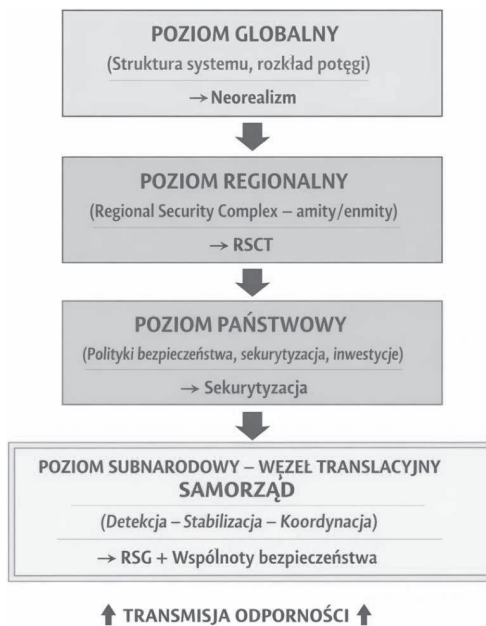 POZIOM GLOBALNY
(Struktura systemu, rozkład potęgi)
→ Neorealizm
POZIOM REGIONALNY
(Regional Security Complex – amity/enmity)
→ RSCT
POZIOM PAŃSTWOWY
(Polityki bezpieczeństwa, sekurytyzacja, inwestycje)
→ Sekurytyzacja
POZIOM SUBNARODOWY – WĘZEŁ TRANSLACYJNY
SAMORZĄD
(Detekcja – Stabilizacja – Koordynacja)
→ RSG + Wspólnoty bezpieczeństwa
↑ TRANSMISJA ODPORNOŚCI ↑